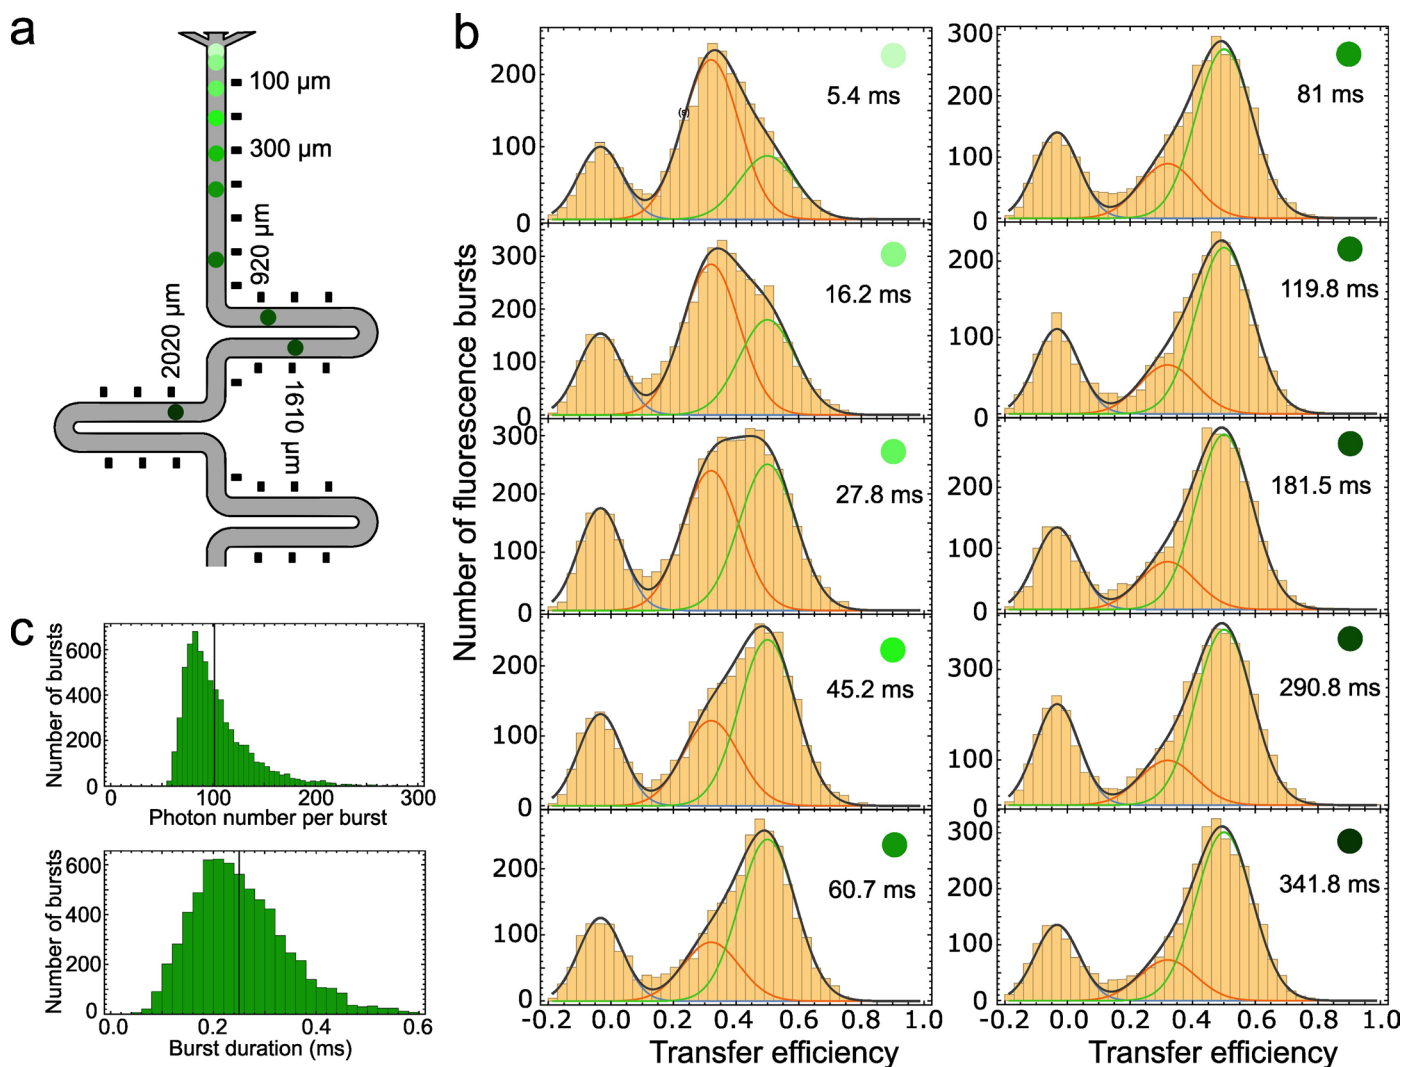 a
100 µm
300 µm
920 µm
2020 µm
1610 µm
b
Number of fluorescence bursts
200
100
0
(s)
5.4 ms
300
200
100
0
16.2 ms
300
200
100
0
27.8 ms
200
100
0
45.2 ms
200
100
0
60.7 ms
-0.2 0.0 0.2 0.4 0.6 0.8 1.0
Transfer efficiency
300
200
100
0
81 ms
200
100
0
119.8 ms
200
100
0
181.5 ms
300
100
0
290.8 ms
300
200
100
0
341.8 ms
-0.2 0.0 0.2 0.4 0.6 0.8 1.0
Transfer efficiency
c
Number of bursts
600
400
200
0
0 100 200 300
Photon number per burst
Number of bursts
600
400
200
0
0.0 0.2 0.4 0.6
Burst duration (ms)